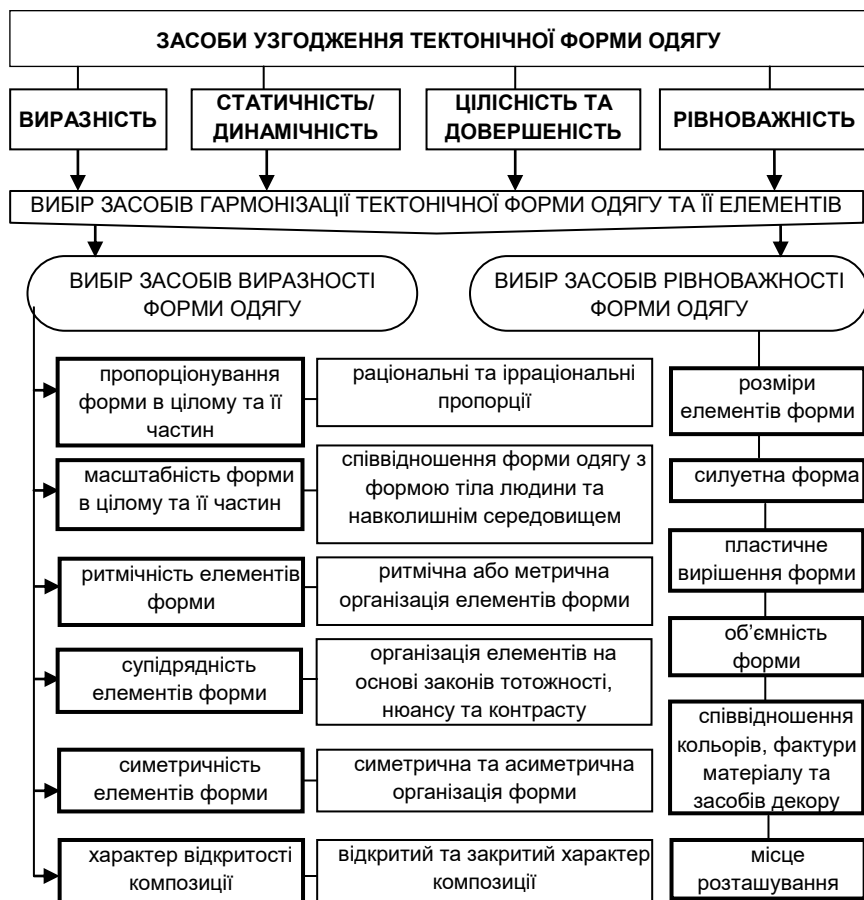 ЗАСОБИ УЗГОДЖЕННЯ ТЕКТОНІЧНОЇ ФОРМИ ОДЯГУ
ВИРАЗНІСТЬ
СТАТИЧНІСТЬ/
ДИНАМІЧНІСТЬ
ЦІЛІСНІСТЬ ТА
ДОВЕРШЕНІСТЬ
РІВНОВАЖНІСТЬ
ВИБІР ЗАСОБІВ ГАРМОНІЗАЦІЇ ТЕКТОНІЧНОЇ ФОРМИ ОДЯГУ ТА ЇЇ ЕЛЕМЕНТІВ
ВИБІР ЗАСОБІВ ВИРАЗНОСТІ
ФОРМИ ОДЯГУ
ВИБІР ЗАСОБІВ РІВНОВАЖНОСТІ
ФОРМИ ОДЯГУ
пропорціонування
форми в цілому та її
частин
раціональні та ірраціональні
пропорції
масштабність форми
в цілому та її частин
співвідношення форми одягу з
формою тіла людини та
навколишнім середовищем
ритмічність елементів
форми
ритмічна або метрична
організація елементів форми
супідрядність
елементів форми
організація елементів на
основі законів тотожності,
нюансу та контрасту
симетричність
елементів форми
симетрична та асиметрична
організація форми
характер відкритості
композиції
відкритий та закритий характер
композиції
розміри
елементів форми
силуетна форма
пластичне
вирішення форми
об’ємність
форми
співвідношення
кольорів, фактури
матеріалу та
засобів декору
місце
розташування